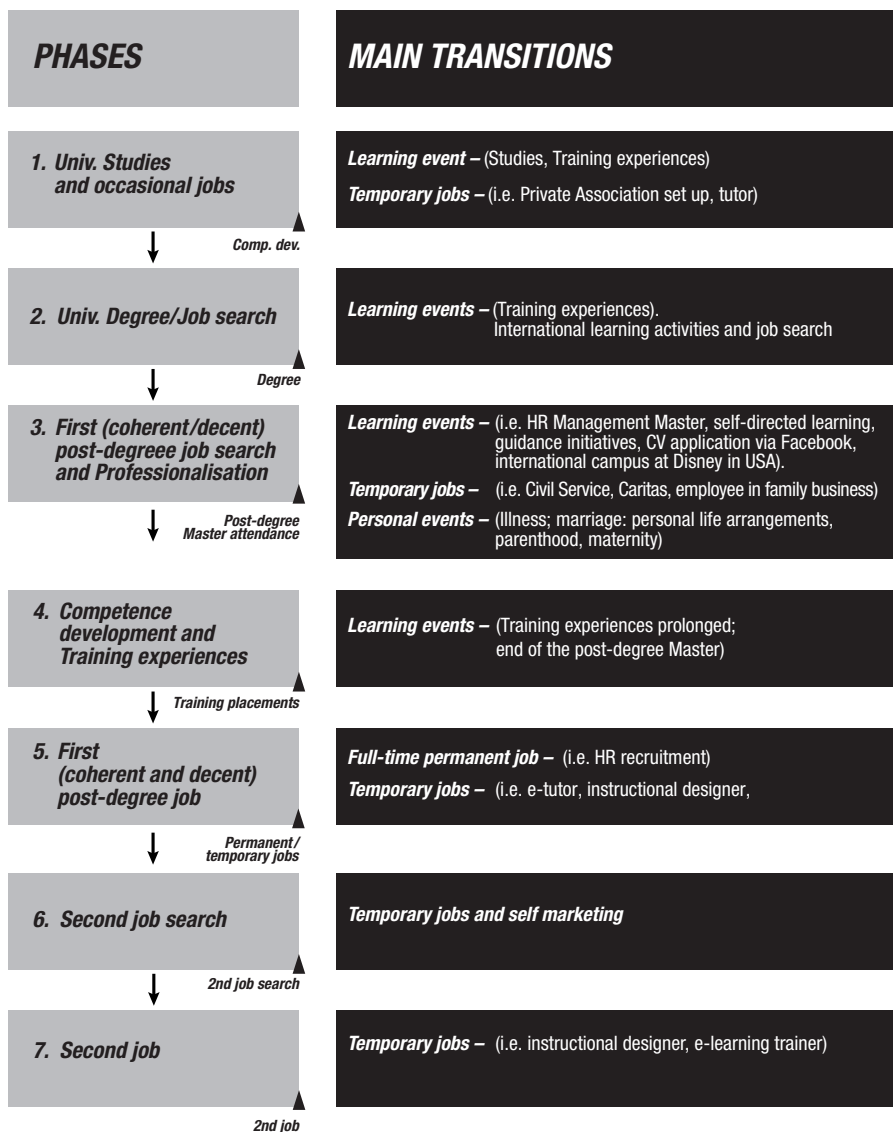 PHASES
MAIN TRANSITIONS
1. Univ. Studies
and occasional jobs
Learning event – (Studies, Training experiences)
Temporary jobs – (i.e. Private Association set up, tutor)
Comp. dev.
2. Univ. Degree/Job search
Learning events – (Training experiences).
International learning activities and job search
Degree
3. First (coherent/decent)
post-degreee job search
and Professionalisation
Learning events – (i.e. HR Management Master, self-directed learning,
guidance initiatives, CV application via Facebook,
international campus at Disney in USA).
Temporary jobs – (i.e. Civil Service, Caritas, employee in family business)
Personal events – (Illness; marriage: personal life arrangements,
parenthood, maternity)
Post-degree
Master attendance
4. Competence
development and
Training experiences
Learning events – (Training experiences prolonged;
end of the post-degree Master)
Training placements
5. First
(coherent and decent)
post-degree job
Full-time permanent job – (i.e. HR recruitment)
Temporary jobs – (i.e. e-tutor, instructional designer,
Permanent/
temporary jobs
6. Second job search
Temporary jobs and self marketing
2nd job search
7. Second job
Temporary jobs – (i.e. instructional designer, e-learning trainer)
2nd job